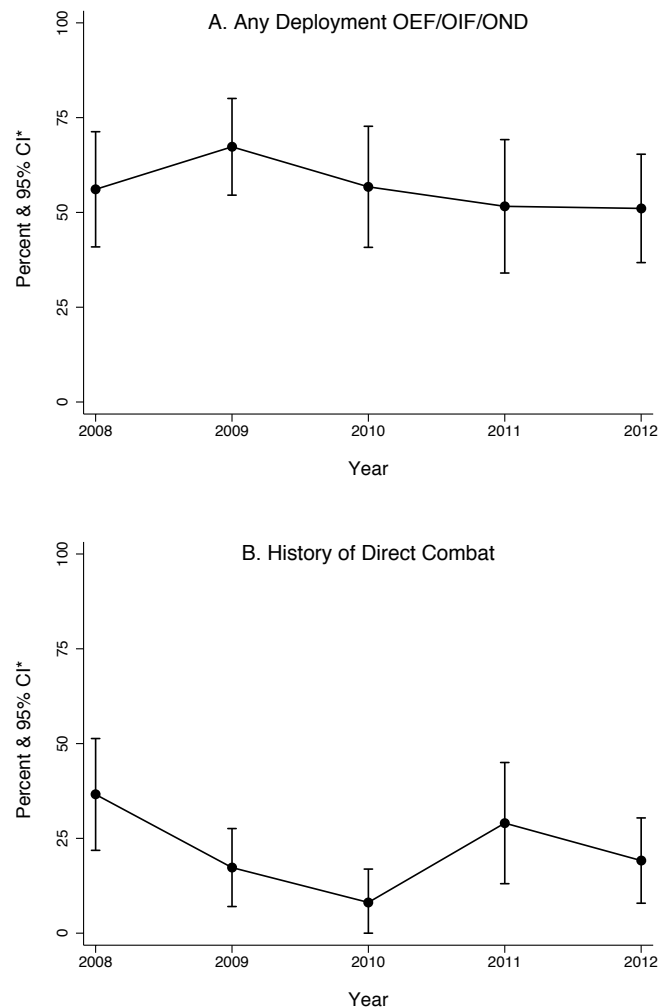 A. Any Deployment OEF/OIF/OND
Percent & 95% CI*
100
75
50
25
0
2008 2009 2010 2011 2012
Year
B. History of Direct Combat
Percent & 95% CI*
100
75
50
25
0
2008 2009 2010 2011 2012
Year